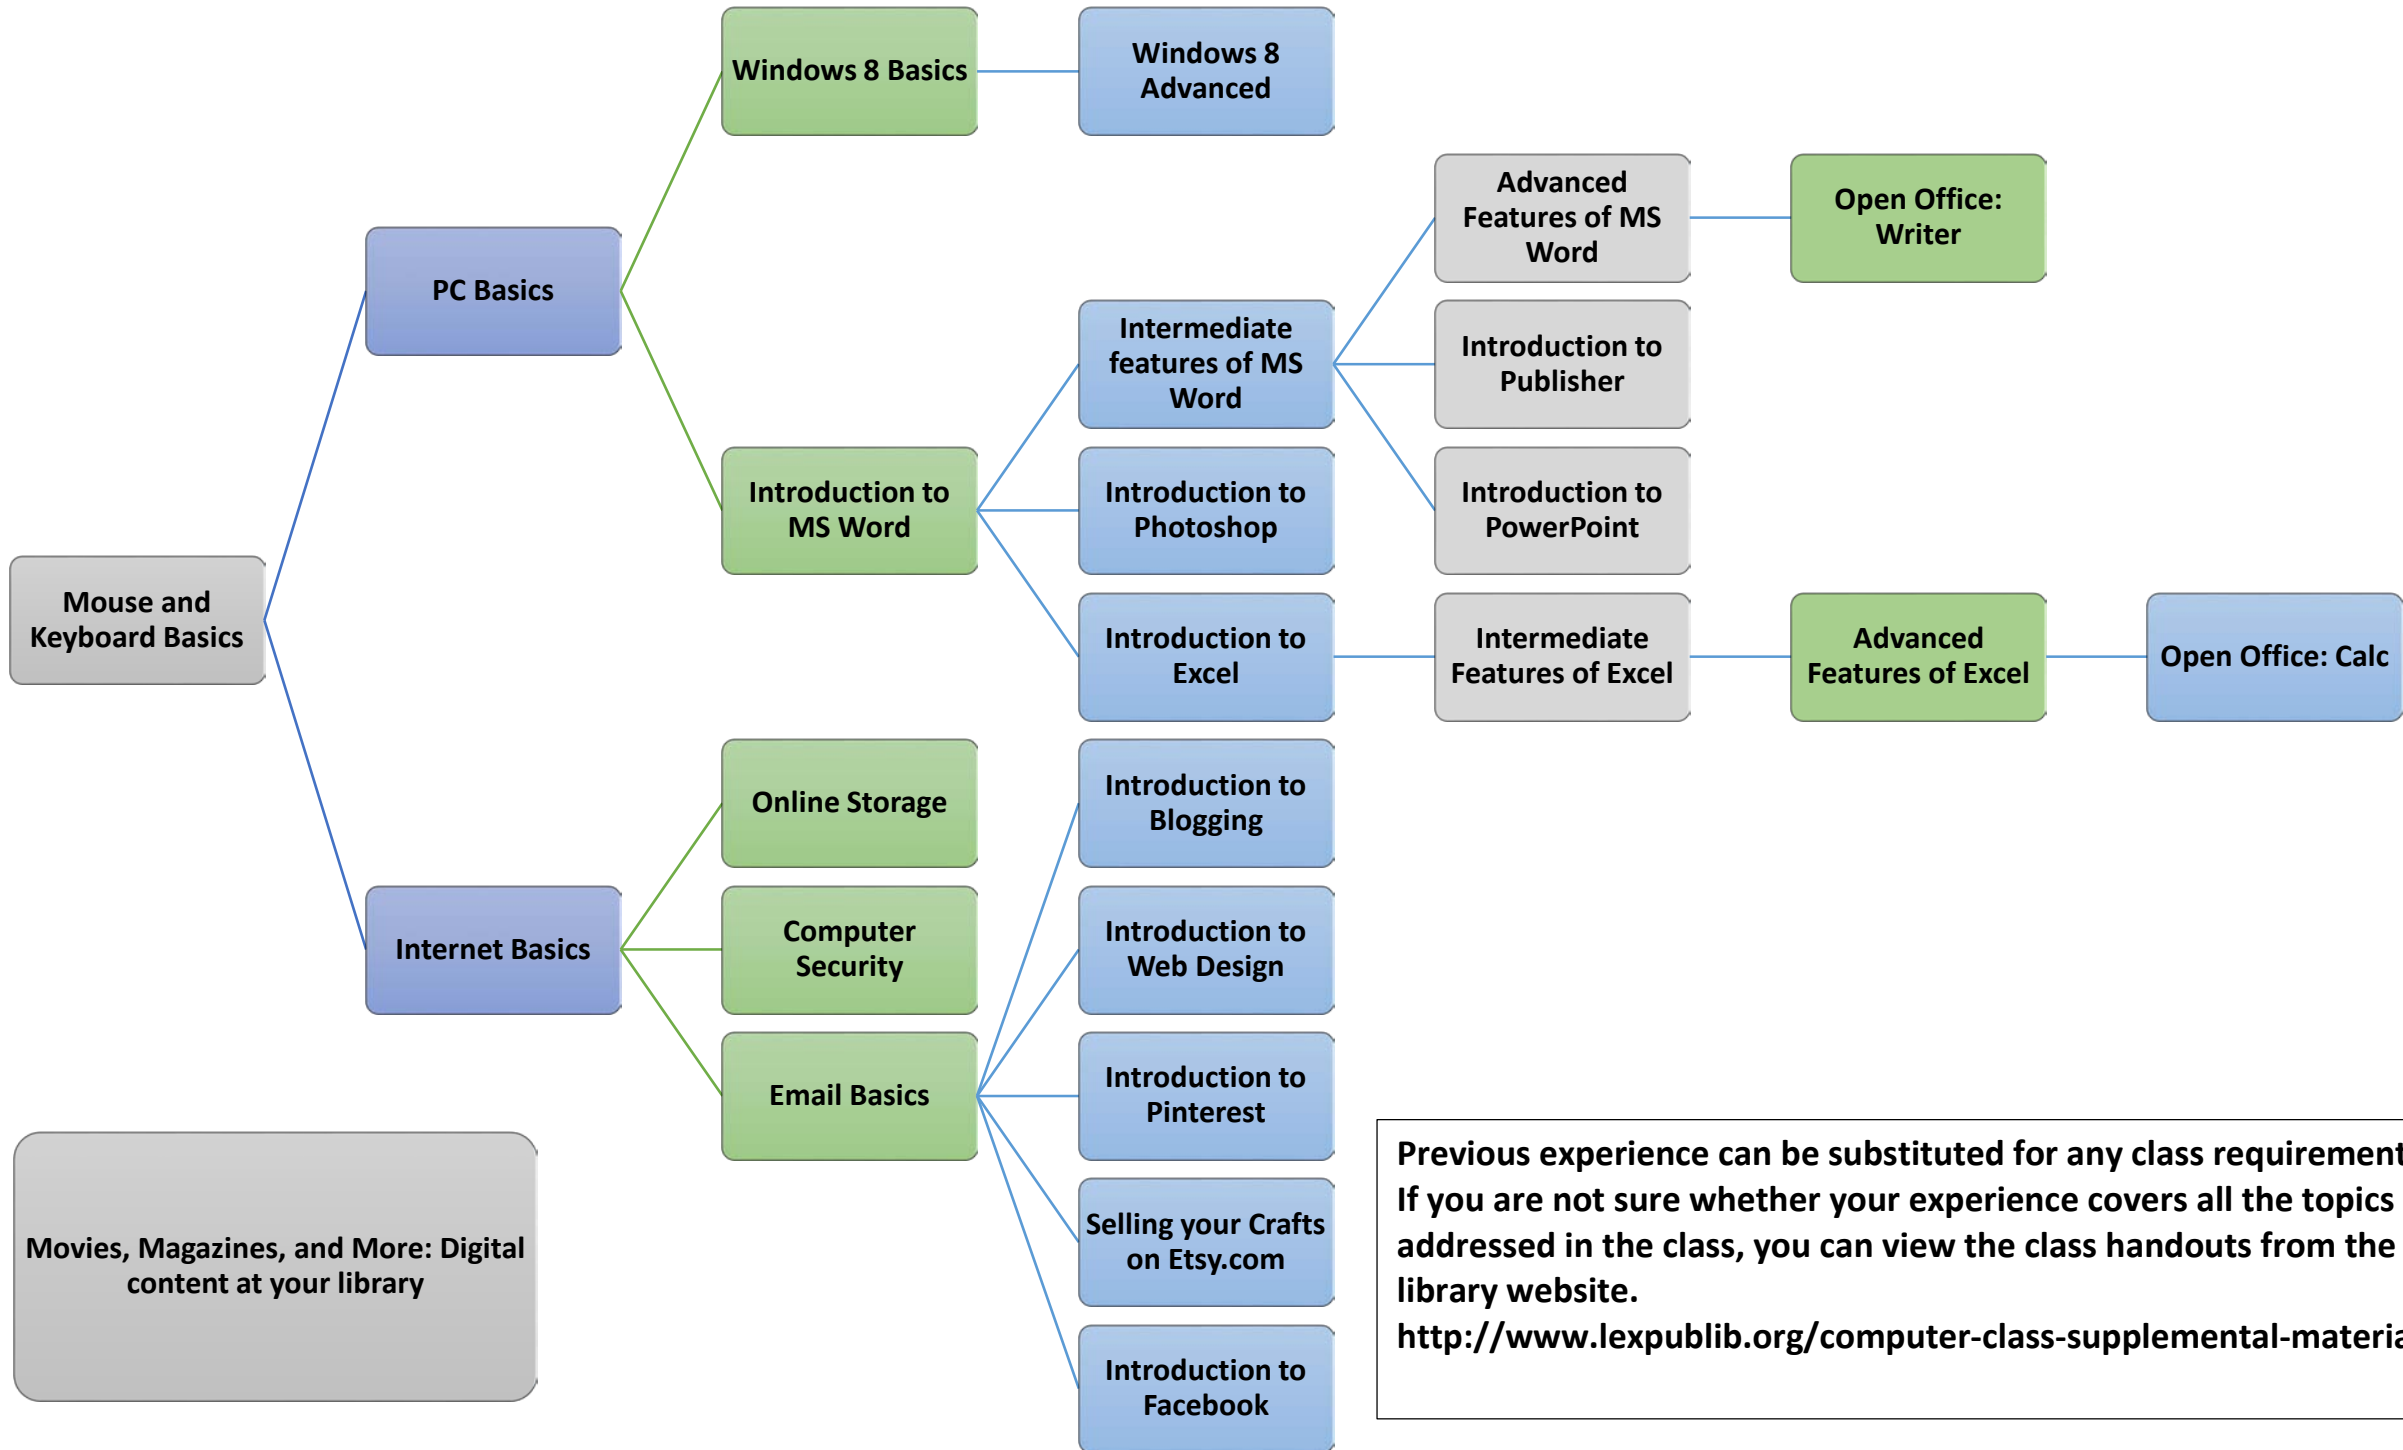 Windows 8 Basics
Windows 8
Advanced
Advanced
Features of MS
Word
Open Office:
Writer
PC Basics
Intermediate
features of MS
Word
Introduction to
Publisher
Introduction to
MS Word
Introduction to
Photoshop
Introduction to
PowerPoint
Mouse and
Keyboard Basics
Introduction to
Excel
Intermediate
Features of Excel
Advanced
Features of Excel
Open Office: Calc
Online Storage
Introduction to
Blogging
Internet Basics
Computer
Security
Introduction to
Web Design
Email Basics
Introduction to
Pinterest
Selling your Crafts
on Etsy.com
Introduction to
Facebook
Movies, Magazines, and More: Digital
content at your library
Previous experience can be substituted for any class requirement
If you are not sure whether your experience covers all the topics
addressed in the class, you can view the class handouts from the
library website.
http://www.lexpublib.org/computer-class-supplemental-materia